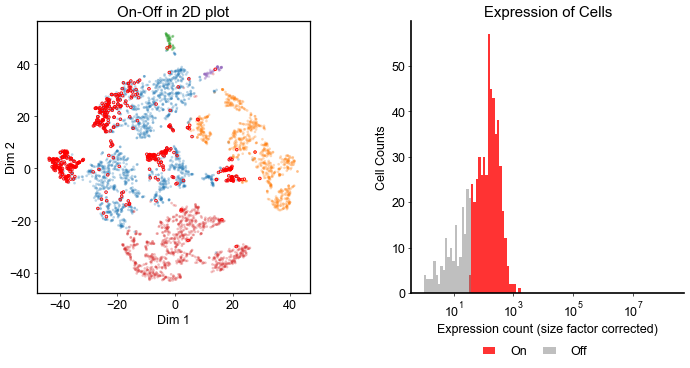 On-Off in 2D plot
Dim 2
40
20
0
−20
−40
−40 −20 0 20 40
Dim 1
Expression of Cells
Cell Counts
50
40
30
20
10
0
10^1 10^3 10^5 10^7
Expression count (size factor corrected)
On Off